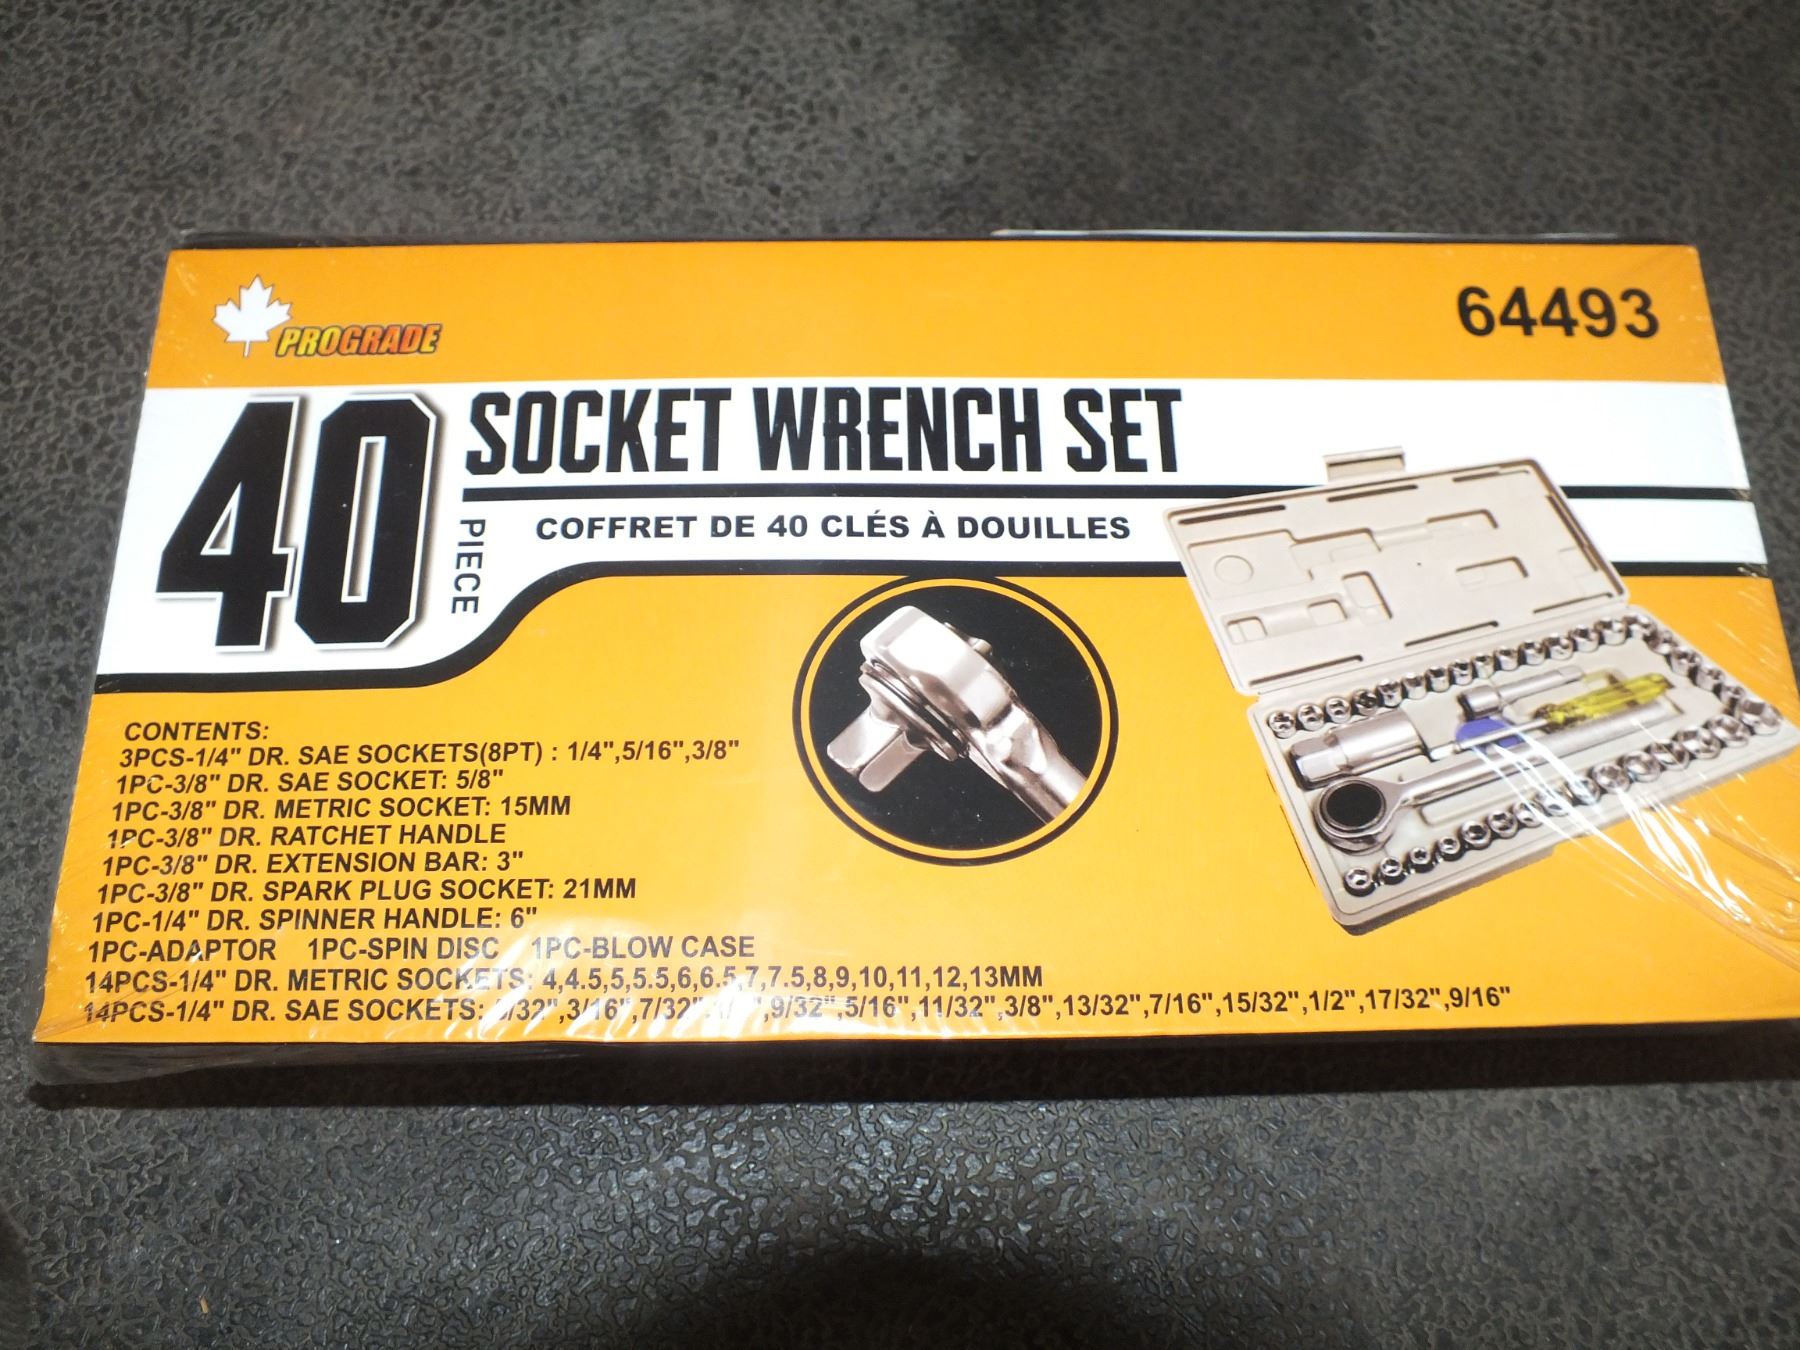 PROGRADE
64493
40 PIECE
SOCKET WRENCH SET
COFFRET DE 40 CLÉS À DOUILLES
CONTENTS:
3PCS-1/4" DR. SAE SOCKETS(8PT) : 1/4",5/16",3/8"
1PC-3/8" DR. SAE SOCKET: 5/8"
1PC-3/8" DR. METRIC SOCKET: 15MM
1PC-3/8" DR. RATCHET HANDLE
1PC-3/8" DR. EXTENSION BAR: 3"
1PC-3/8" DR. SPARK PLUG SOCKET: 21MM
1PC-1/4" DR. SPINNER HANDLE: 6"
1PC-ADAPTOR 1PC-SPIN DISC 1PC-BLOW CASE
14PCS-1/4" DR. METRIC SOCKETS: 4,4.5,5,5.5,6,6.5,7,7.5,8,9,10,11,12,13MM
14PCS-1/4" DR. SAE SOCKETS: 3/16",7/32",9/32",5/16",11/32",3/8",13/32",7/16",15/32",1/2",17/32",9/16"